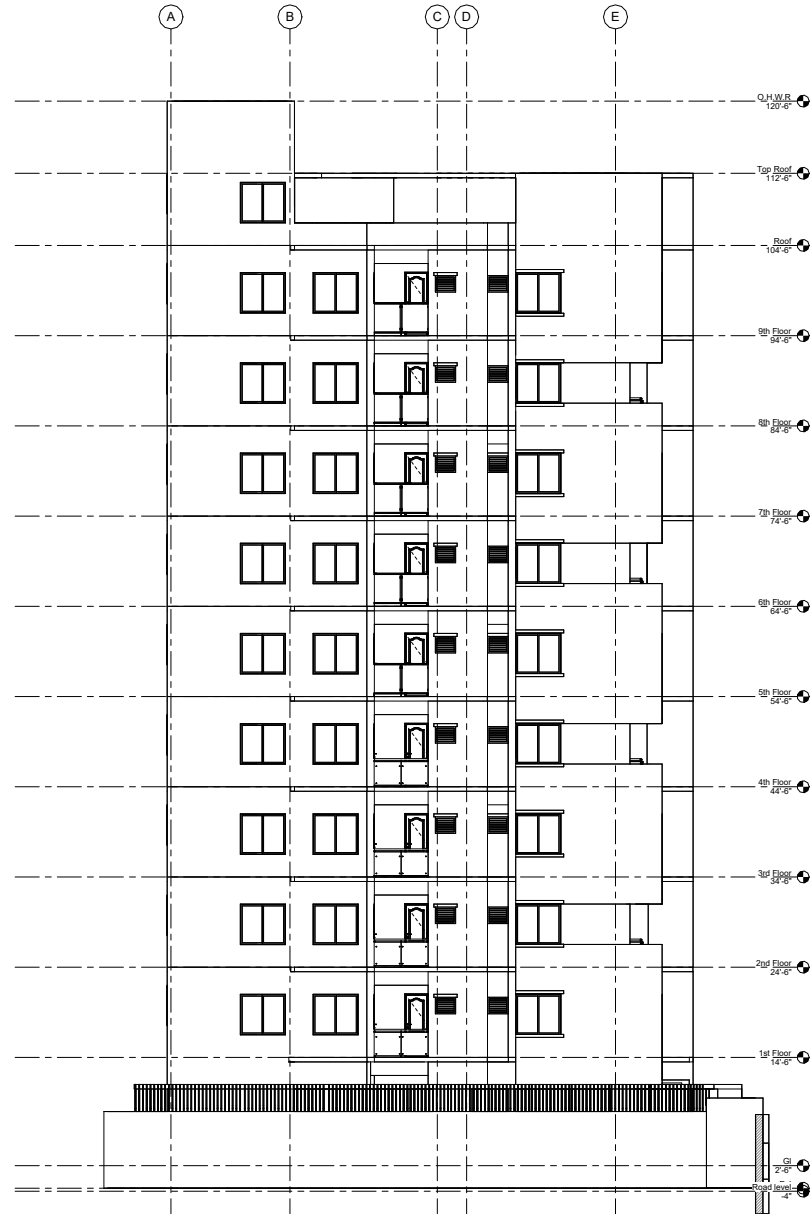 A B C D E
O.H.W.R
120'-6"
Top Roof
112'-6"
Roof
104'-6"
9th Floor
94'-6"
8th Floor
84'-6"
7th Floor
74'-6"
6th Floor
64'-6"
5th Floor
54'-6"
4th Floor
44'-6"
3rd Floor
34'-6"
2nd Floor
24'-6"
1st Floor
14'-6"
Gl
2'-6"
Road level
-4"